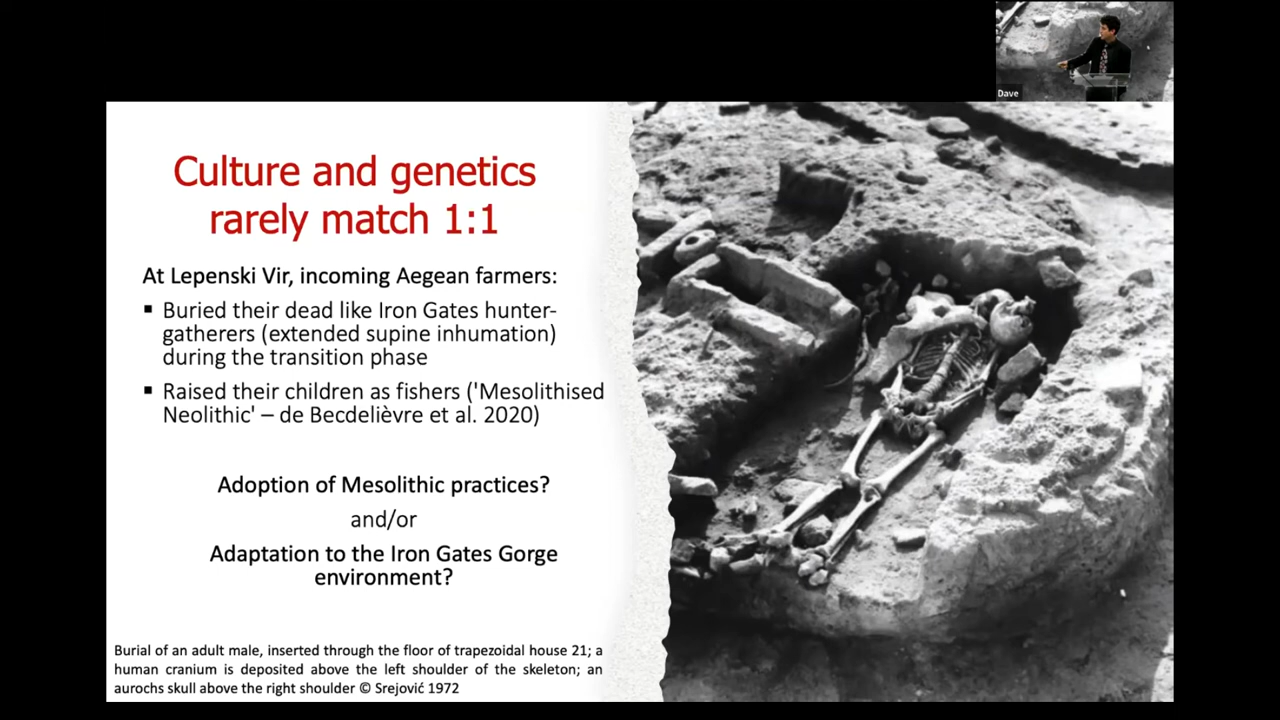 Dave
Culture and genetics
rarely match 1:1
At Lepenski Vir, incoming Aegean farmers:
▪ Buried their dead like Iron Gates hunter-
gatherers (extended supine inhumation)
during the transition phase
▪ Raised their children as fishers ('Mesolithised
Neolithic' – de Becdelièvre et al. 2020)
Adoption of Mesolithic practices?
and/or
Adaptation to the Iron Gates Gorge
environment?
Burial of an adult male, inserted through the floor of trapezoidal house 21; a
human cranium is deposited above the left shoulder of the skeleton; an
aurochs skull above the right shoulder © Srejović 1972